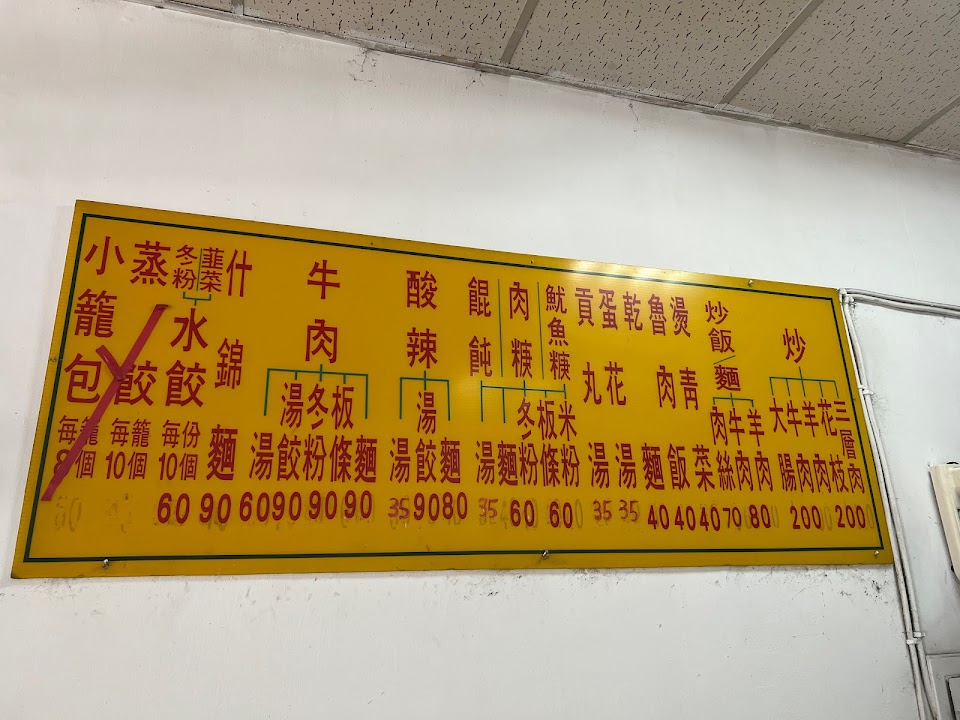 小籠包
每籠8個
蒸餃
每籠10個
冬粉
韭菜
水餃
每份10個
60
什錦麵
90
牛肉
湯
60
湯餃
90
冬粉
90
板條
90
麵
酸辣
湯
35
湯餃
90
麵
80
餛飩
肉糠
魷魚糠
湯
35
麵
冬粉
60
板條
米粉
60
貢丸湯
35
蛋花湯
35
乾麵
40
魯肉飯
40
湯青菜
40
炒飯麵
肉絲
70
牛肉
80
羊肉
炒
大腸
牛肉
200
羊肉
花枝
200
三層肉